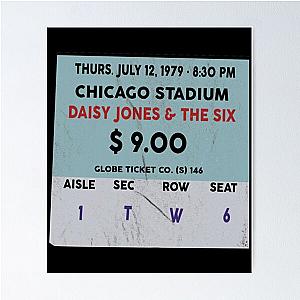 THURS. JULY 12, 1979 - 8:30 PM
CHICAGO STADIUM
DAISY JONES & THE SIX
$ 9.00
GLOBE TICKET CO. (S) 146
AISLE SEC ROW SEAT
1 T W 6